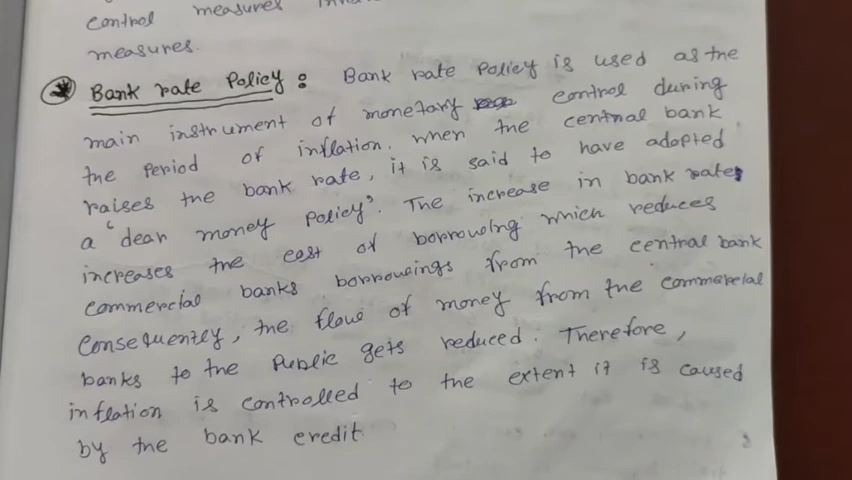 control measures
measures.
Bank rate Policy: Bank rate Policy is used as the
main instrument of monetary control during
the Period of inflation. When the central bank
raises the bank rate, it is said to have adopted
a 'dear money Policy'. The increase in bank rate
increases the cost of borrowing which reduces
commercial banks borrowings from the central bank
Consequently, the flow of money from the commercial
banks to the Public gets reduced. Therefore,
inflation is controlled to the extent it is caused
by the bank credit.